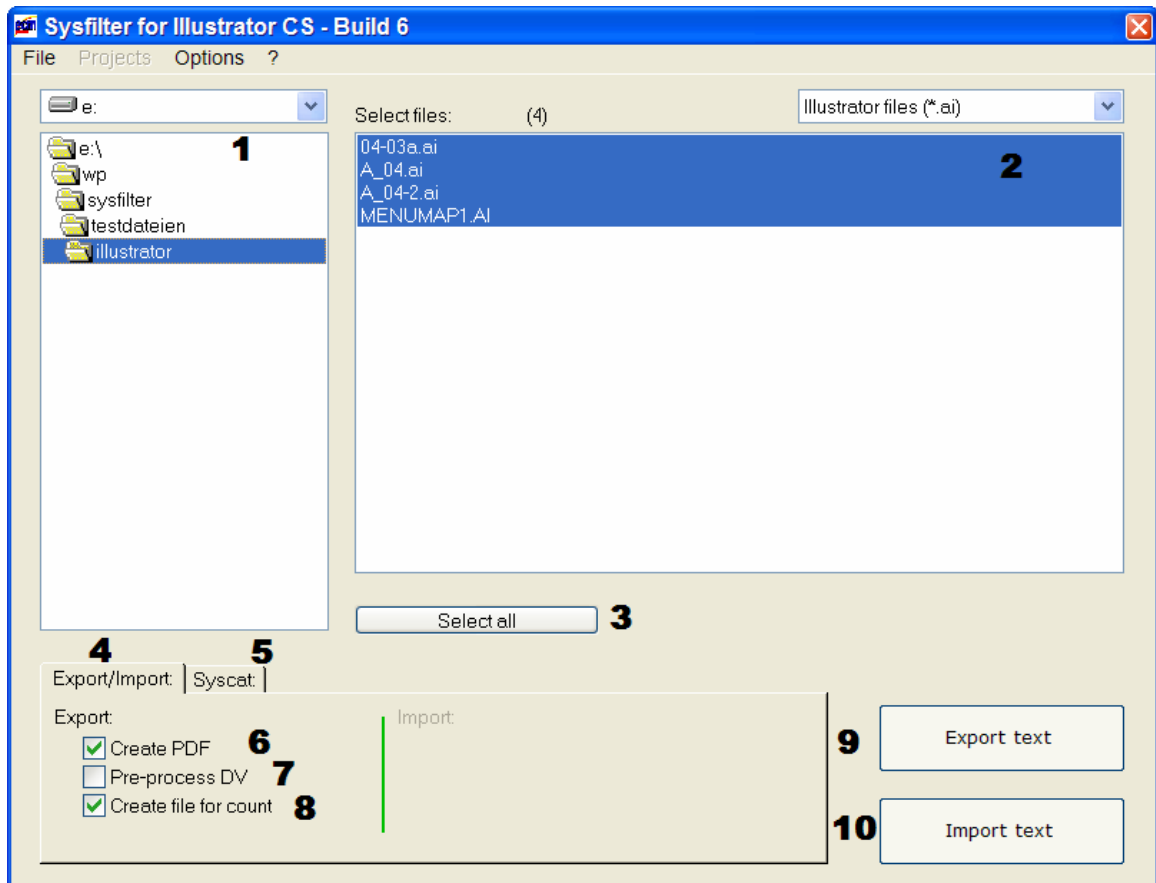 Sysfilter for Illustrator CS - Build 6
File Projects Options ?
e:
Select files: (4)
Illustrator files (*.ai)
1
e:\
wp
sysfilter
testdateien
illustrator
04-03a.ai
A_04.ai
A_04-2.ai
MENUMAP1.AI
2
Select all 3
4 5
Export/Import: Syscat:
Export:
Create PDF 6
Pre-process DV 7
Create file for count 8
Import:
9 Export text
10 Import text